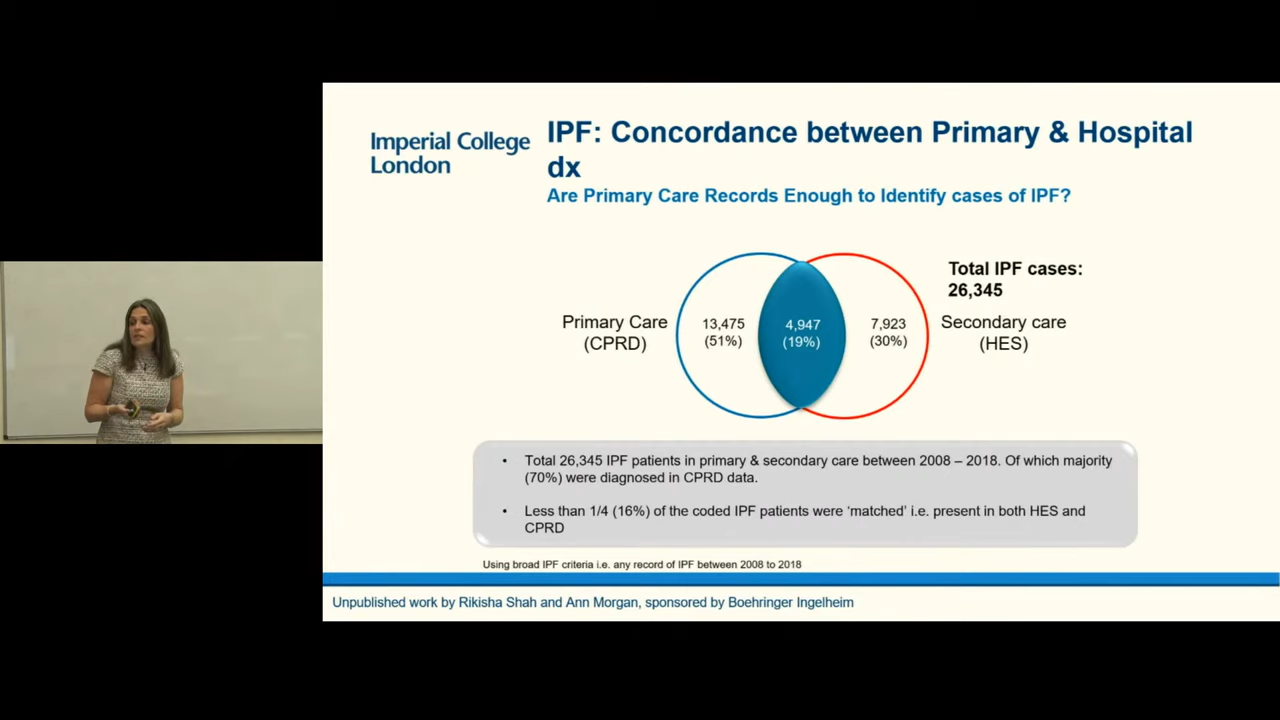 Imperial College
London
IPF: Concordance between Primary & Hospital
dx
Are Primary Care Records Enough to Identify cases of IPF?
Total IPF cases:
26,345
Primary Care
(CPRD)
13,475
(51%)
4,947
(19%)
7,923
(30%)
Secondary care
(HES)
• Total 26,345 IPF patients in primary & secondary care between 2008 – 2018. Of which majority
(70%) were diagnosed in CPRD data.
• Less than 1/4 (16%) of the coded IPF patients were ‘matched’ i.e. present in both HES and
CPRD
Using broad IPF criteria i.e. any record of IPF between 2008 to 2018
Unpublished work by Rikisha Shah and Ann Morgan, sponsored by Boehringer Ingelheim